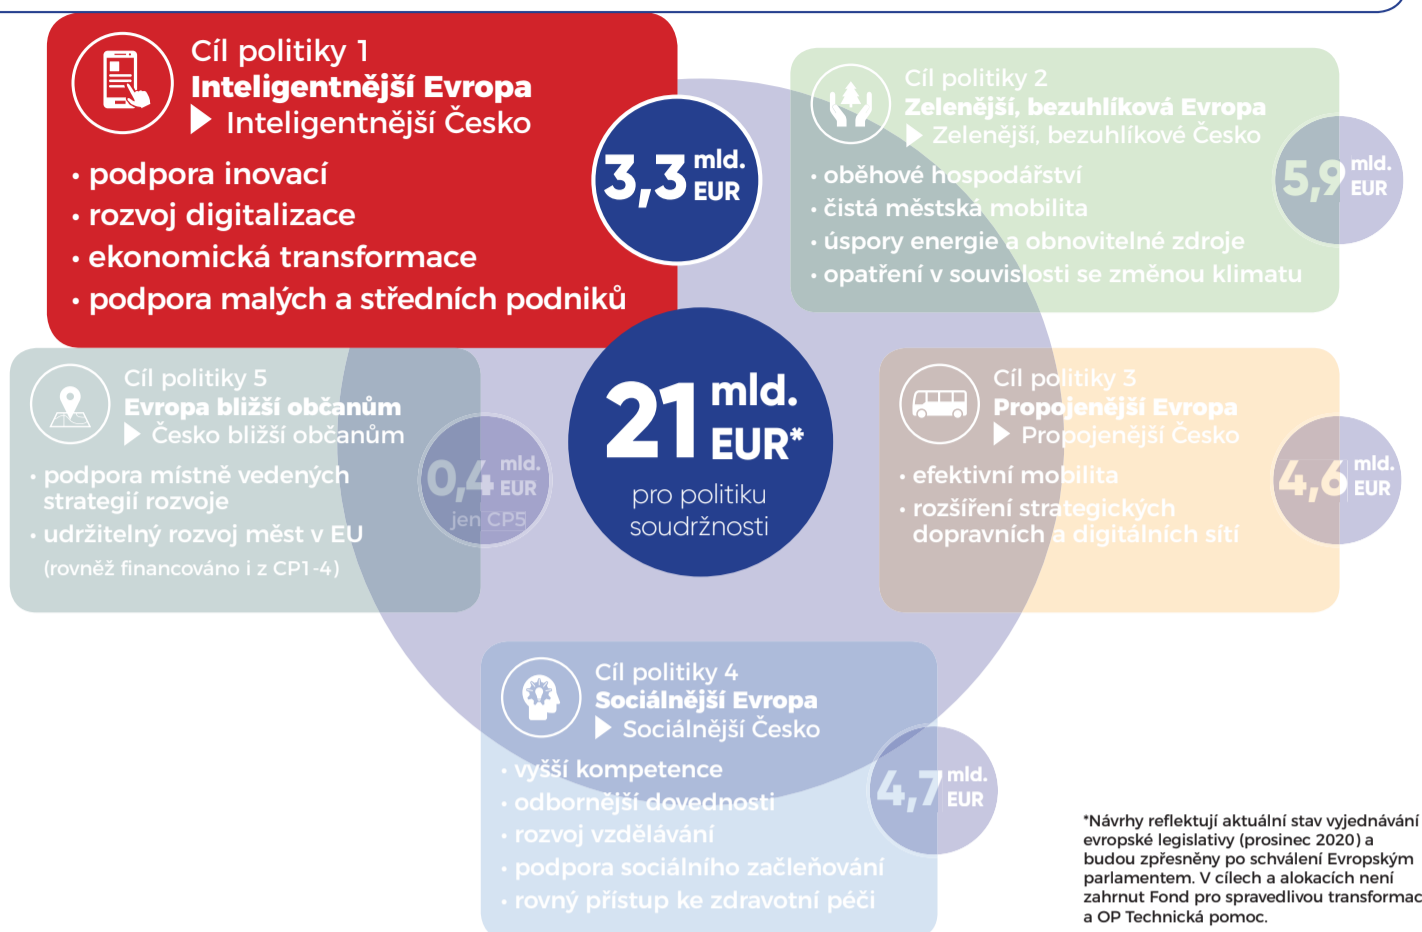 Cíl politiky 1
Inteligentnější Evropa
Inteligentnější Česko
• podpora inovací
• rozvoj digitalizace
• ekonomická transformace
• podpora malých a středních podniků
3,3 mld. EUR
Cíl politiky 2
Zelenější, bezuhlíková Evropa
Zelenější, bezuhlíkové Česko
• oběhové hospodářství
• čistá městská mobilita
• úspory energie a obnovitelné zdroje
• opatření v souvislosti se změnou klimatu
5,9 mld. EUR
Cíl politiky 5
Evropa bližší občanům
Česko bližší občanům
• podpora místně vedených
strategií rozvoje
• udržitelný rozvoj měst v EU
(rovněž financováno i z CP1-4)
0,4 mld. EUR
jen CP5
21 mld. EUR*
pro politiku
soudržnosti
Cíl politiky 3
Propojenější Evropa
Propojenější Česko
• efektivní mobilita
• rozšíření strategických
dopravních a digitálních sítí
4,6 mld. EUR
Cíl politiky 4
Sociálnější Evropa
Sociálnější Česko
• vyšší kompetence
• odbornější dovednosti
• rozvoj vzdělávání
• podpora sociálního začleňování
• rovný přístup ke zdravotní péči
4,7 mld. EUR
*Návrhy reflektují aktuální stav vyjednávání
evropské legislativy (prosinec 2020) a
budou zpřesněny po schválení Evropským
parlamentem. V cílech a alokacích není
zahrnut Fond pro spravedlivou transformac
a OP Technická pomoc.